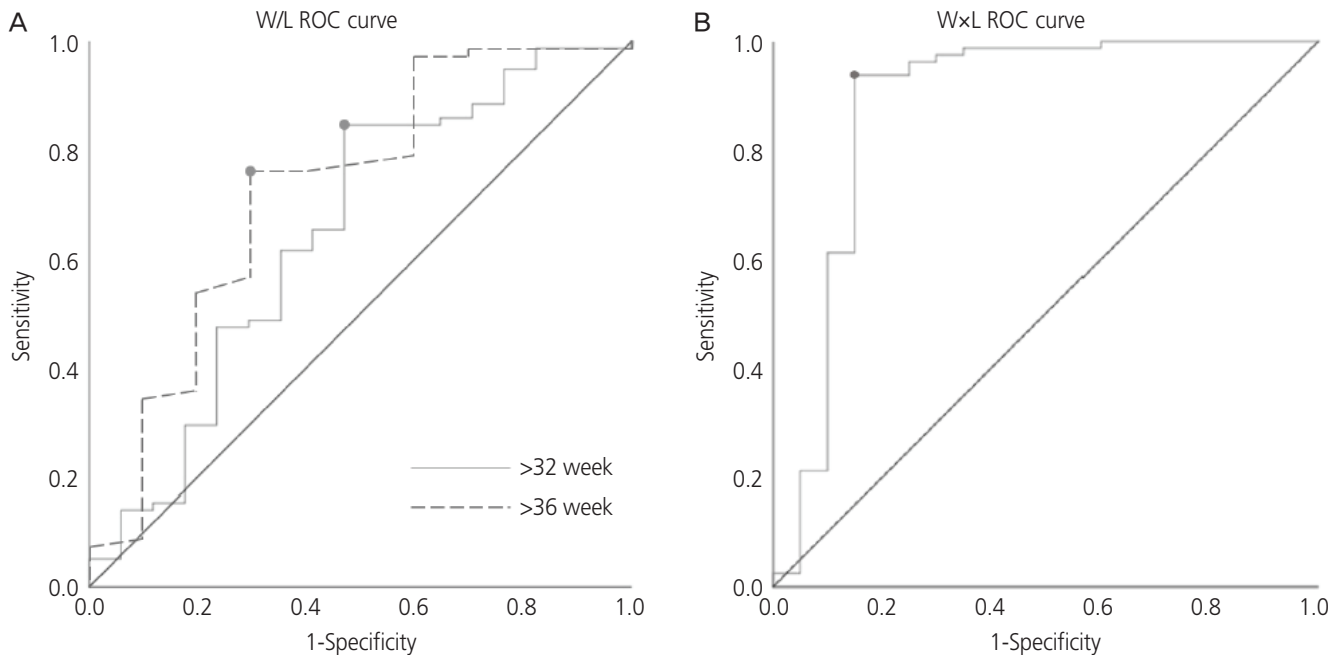 A
W/L ROC curve
1.0
0.8
0.6
0.4
0.2
0.0
Sensitivity
>32 week
>36 week
0.0 0.2 0.4 0.6 0.8 1.0
1-Specificity
B
W×L ROC curve
1.0
0.8
0.6
0.4
0.2
0.0
Sensitivity
0.0 0.2 0.4 0.6 0.8 1.0
1-Specificity